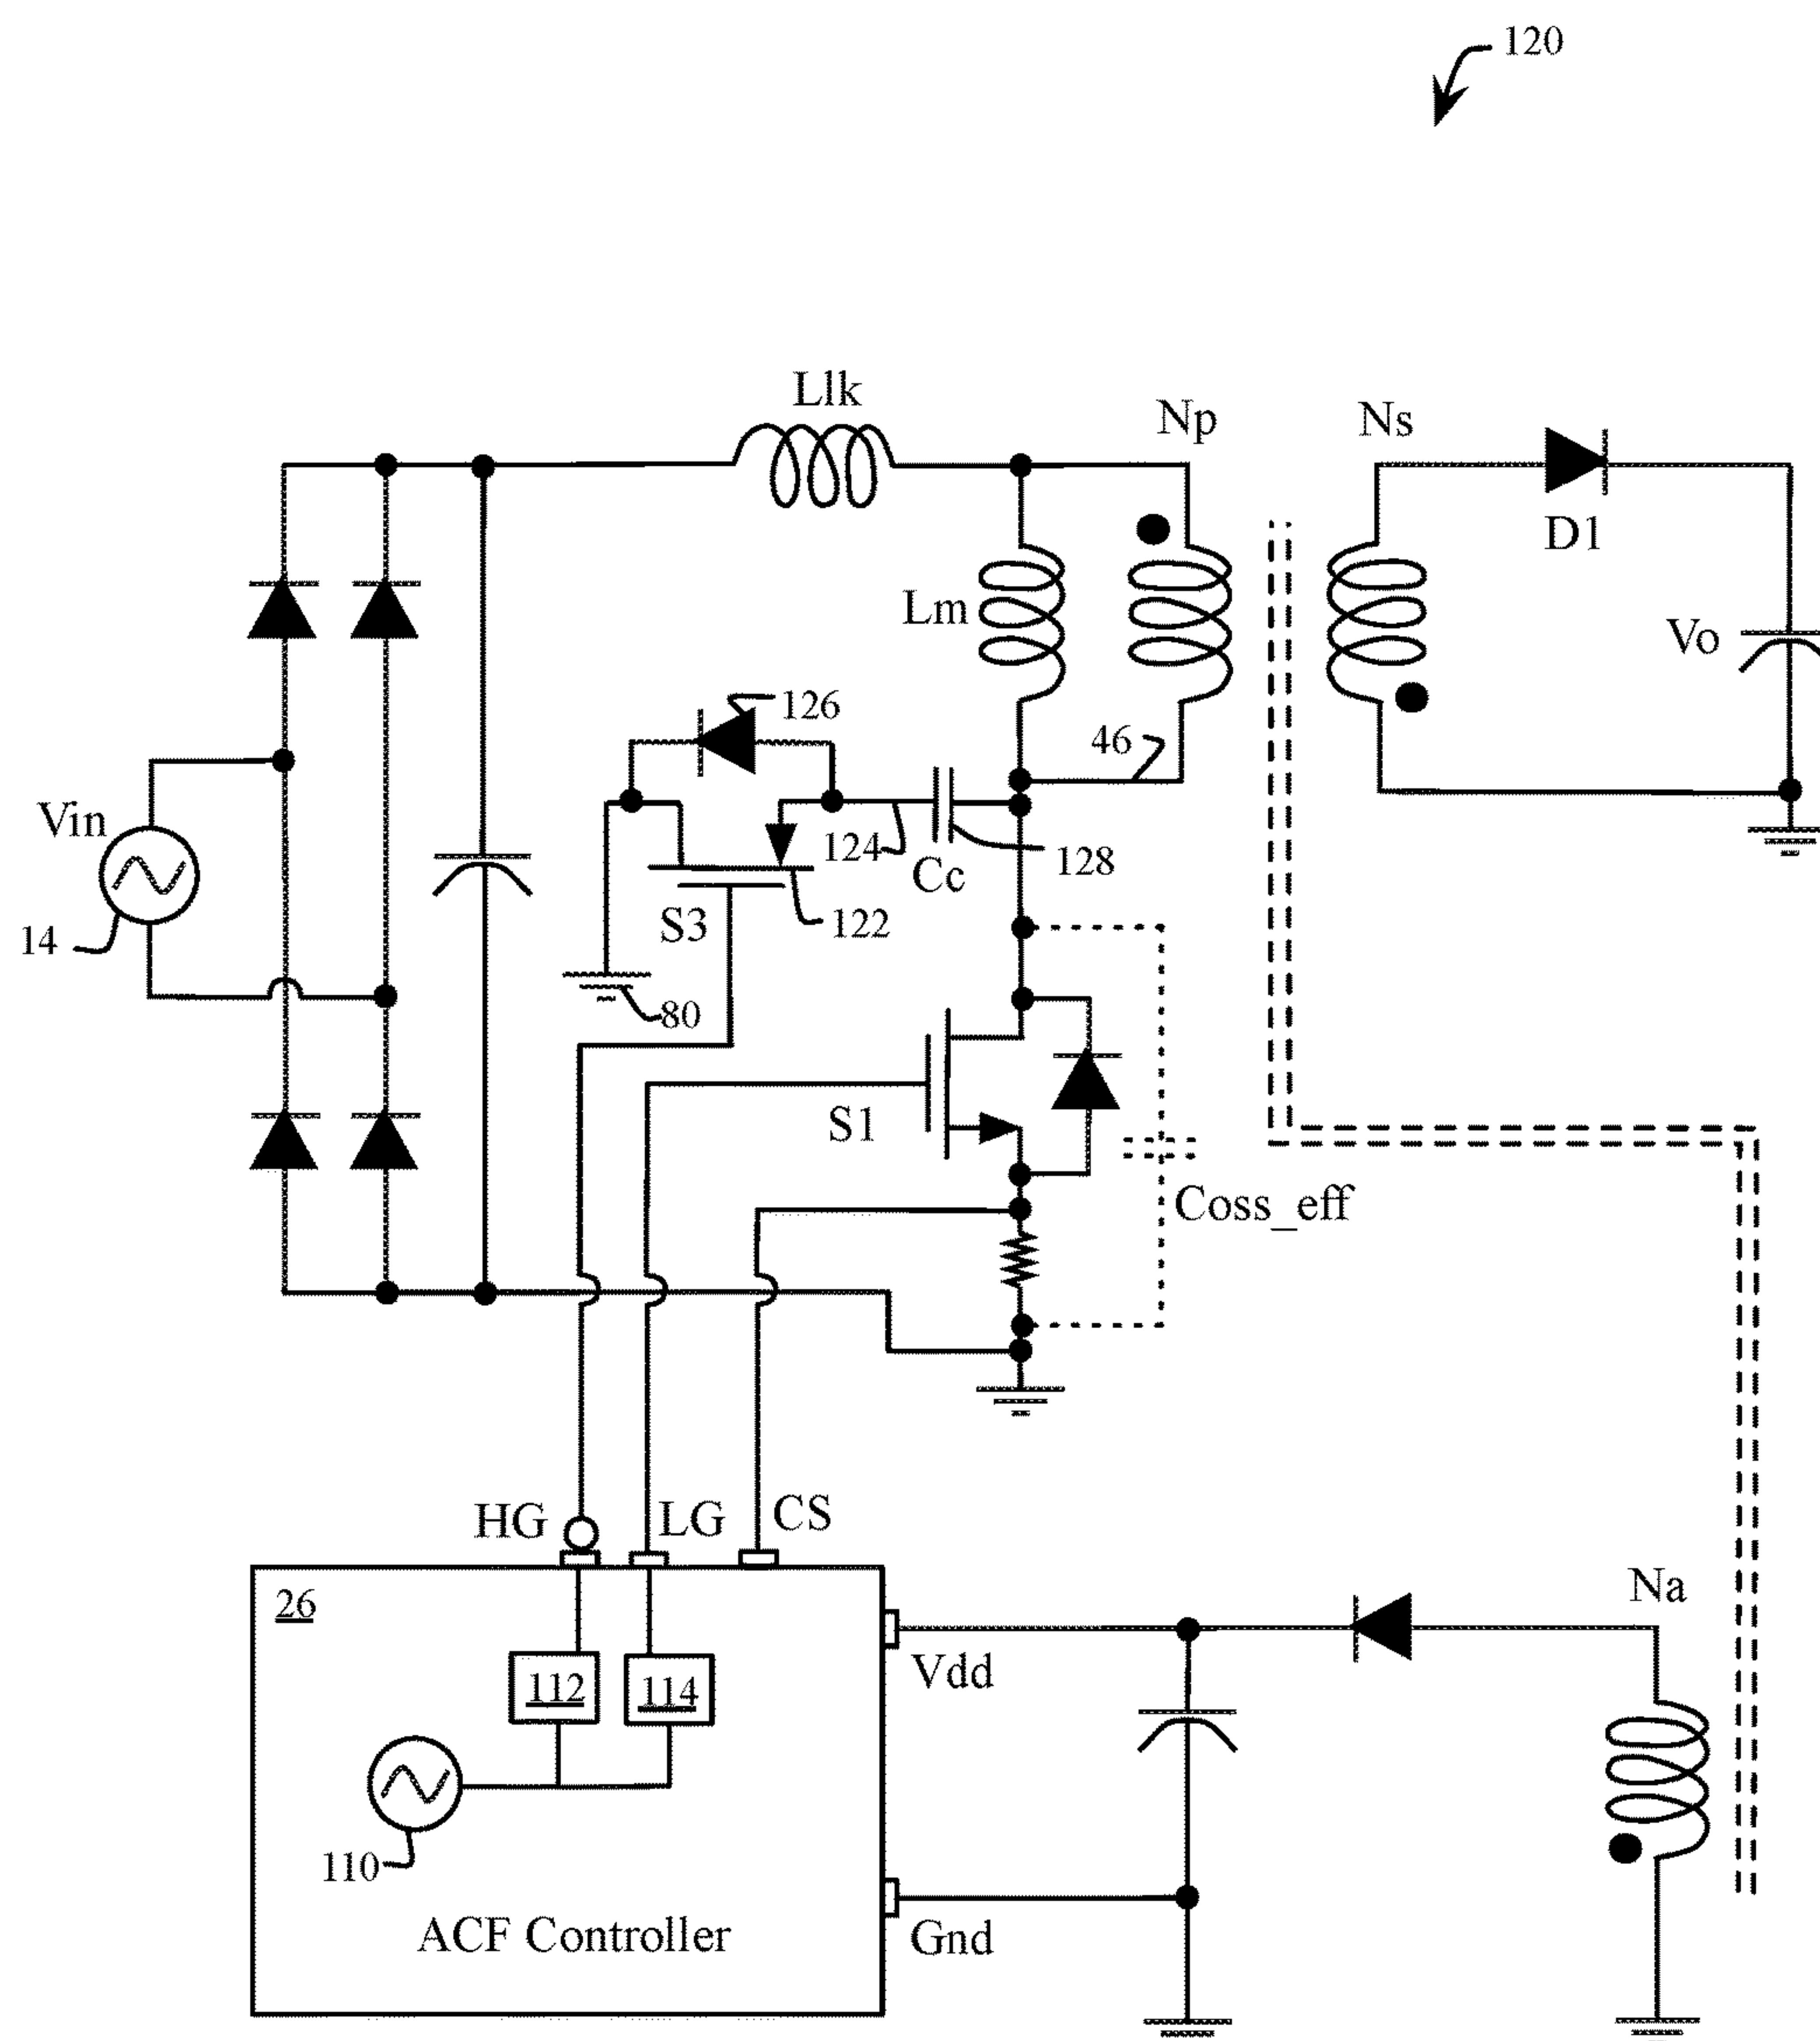 120
Llk
Np
Ns
D1
Lm
Vo
126
46
Vin
124
Cc
128
S3
122
14
80
S1
Coss_eff
HG
LG
CS
26
Na
Vdd
112
114
110
ACF Controller
Gnd